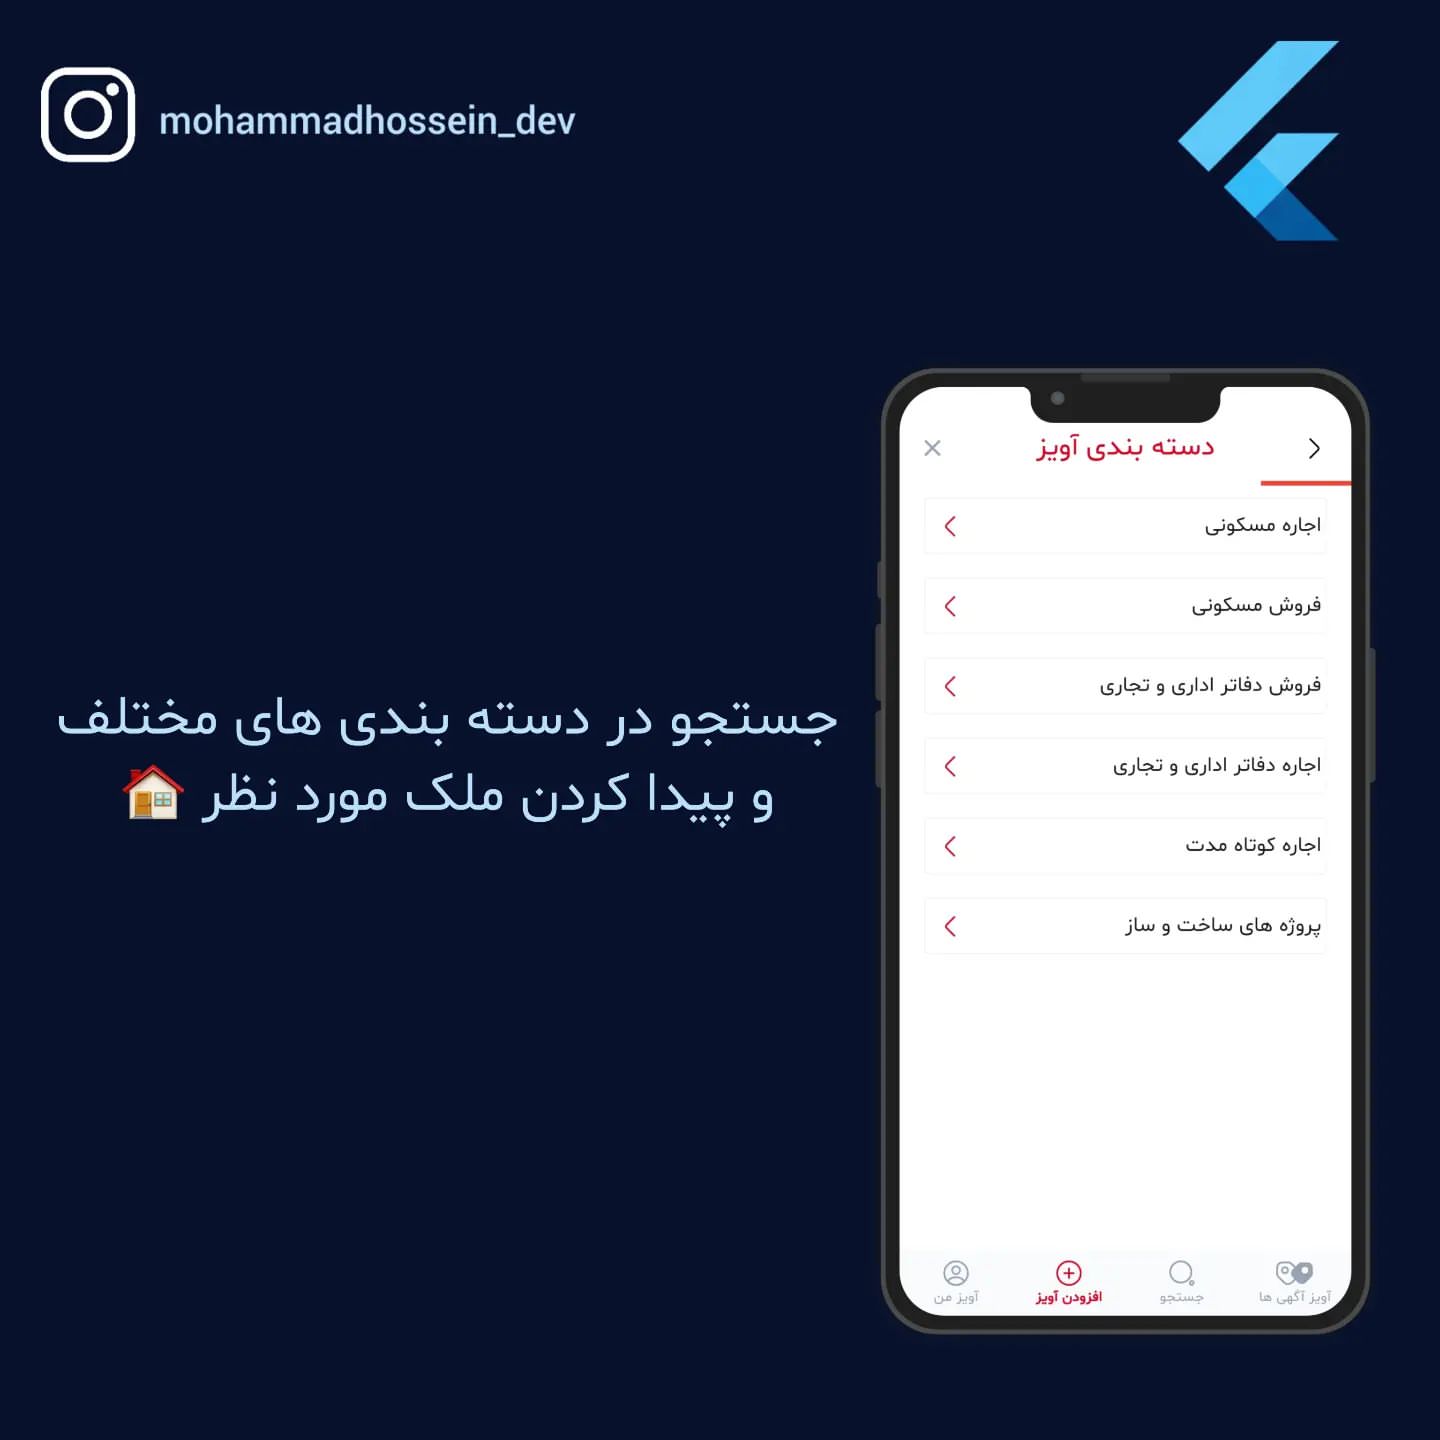 mohammadhossein_dev
جستجو در دسته بندی های مختلف
و پیدا کردن ملک مورد نظر 🏠
دسته بندی آویز
اجاره مسکونی
فروش مسکونی
فروش دفاتر اداری و تجاری
اجاره دفاتر اداری و تجاری
اجاره کوتاه مدت
پروژه های ساخت و ساز
آویز آگهی ها
جستجو
افزودن آویز
آویز من